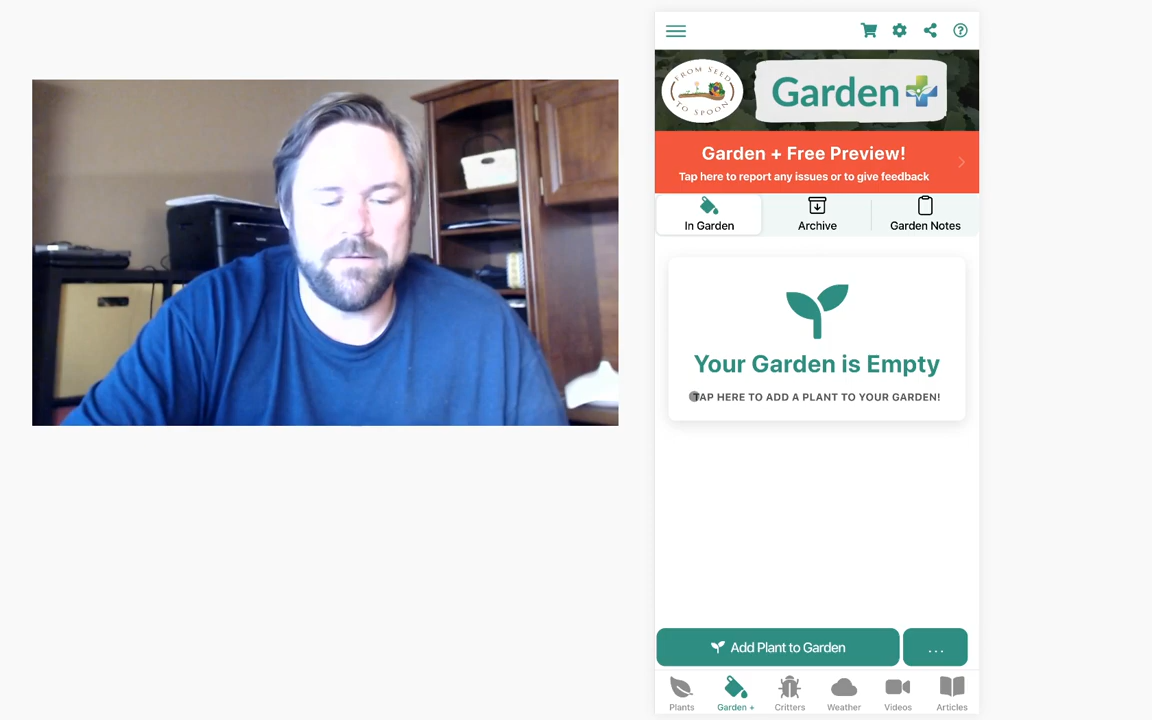 FROM SEED
TO SPOON
Garden
Garden + Free Preview!
Tap here to report any issues or to give feedback
In Garden
Archive
Garden Notes
Your Garden is Empty
TAP HERE TO ADD A PLANT TO YOUR GARDEN!
Add Plant to Garden
...
Plants
Garden +
Critters
Weather
Videos
Articles